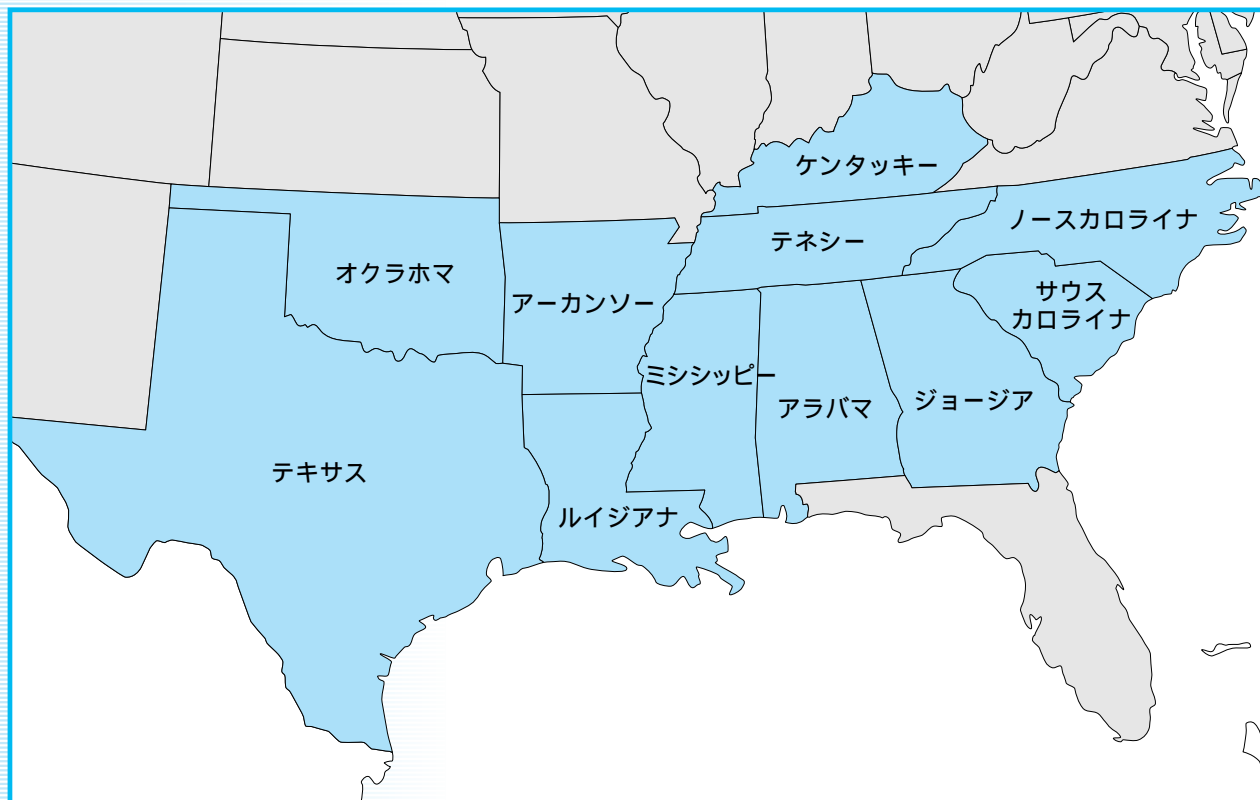 ケンタッキー
ノースカロライナ
テネシー
オクラホマ
アーカンソー
サウス
カロライナ
ミシシッピー
アラバマ
ジョージア
テキサス
ルイジアナ